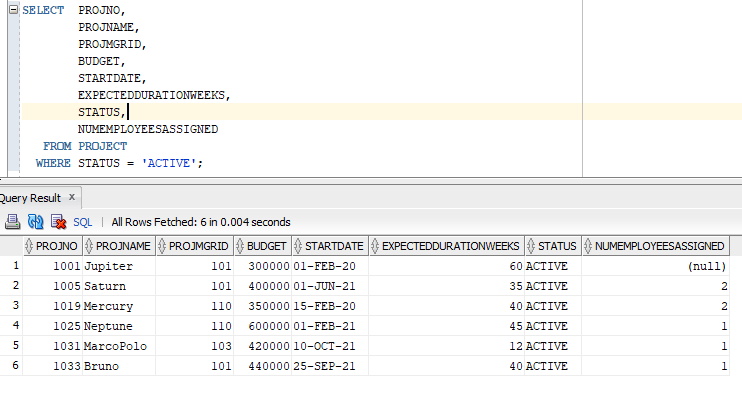 SELECT PROJNO,
PROJNAME,
PROJMGRID,
BUDGET,
STARTDATE,
EXPECTEDDURATIONWEEKS,
STATUS,
NUMEMPLOYEESASSIGNED
FROM PROJECT
WHERE STATUS = 'ACTIVE';
Query Result x
SQL | All Rows Fetched: 6 in 0.004 seconds
PROJNO PROJNAME PROJMGRID BUDGET STARTDATE EXPECTEDDURATIONWEEKS STATUS NUMEMPLOYEESASSIGNED
1 1001 Jupiter 101 300000 01-FEB-20 60 ACTIVE (null)
2 1005 Saturn 101 400000 01-JUN-21 35 ACTIVE 2
3 1019 Mercury 110 350000 15-FEB-20 40 ACTIVE 2
4 1025 Neptune 110 600000 01-FEB-21 45 ACTIVE 1
5 1031 MarcoPolo 103 420000 10-OCT-21 12 ACTIVE 1
6 1033 Bruno 101 440000 25-SEP-21 40 ACTIVE 1